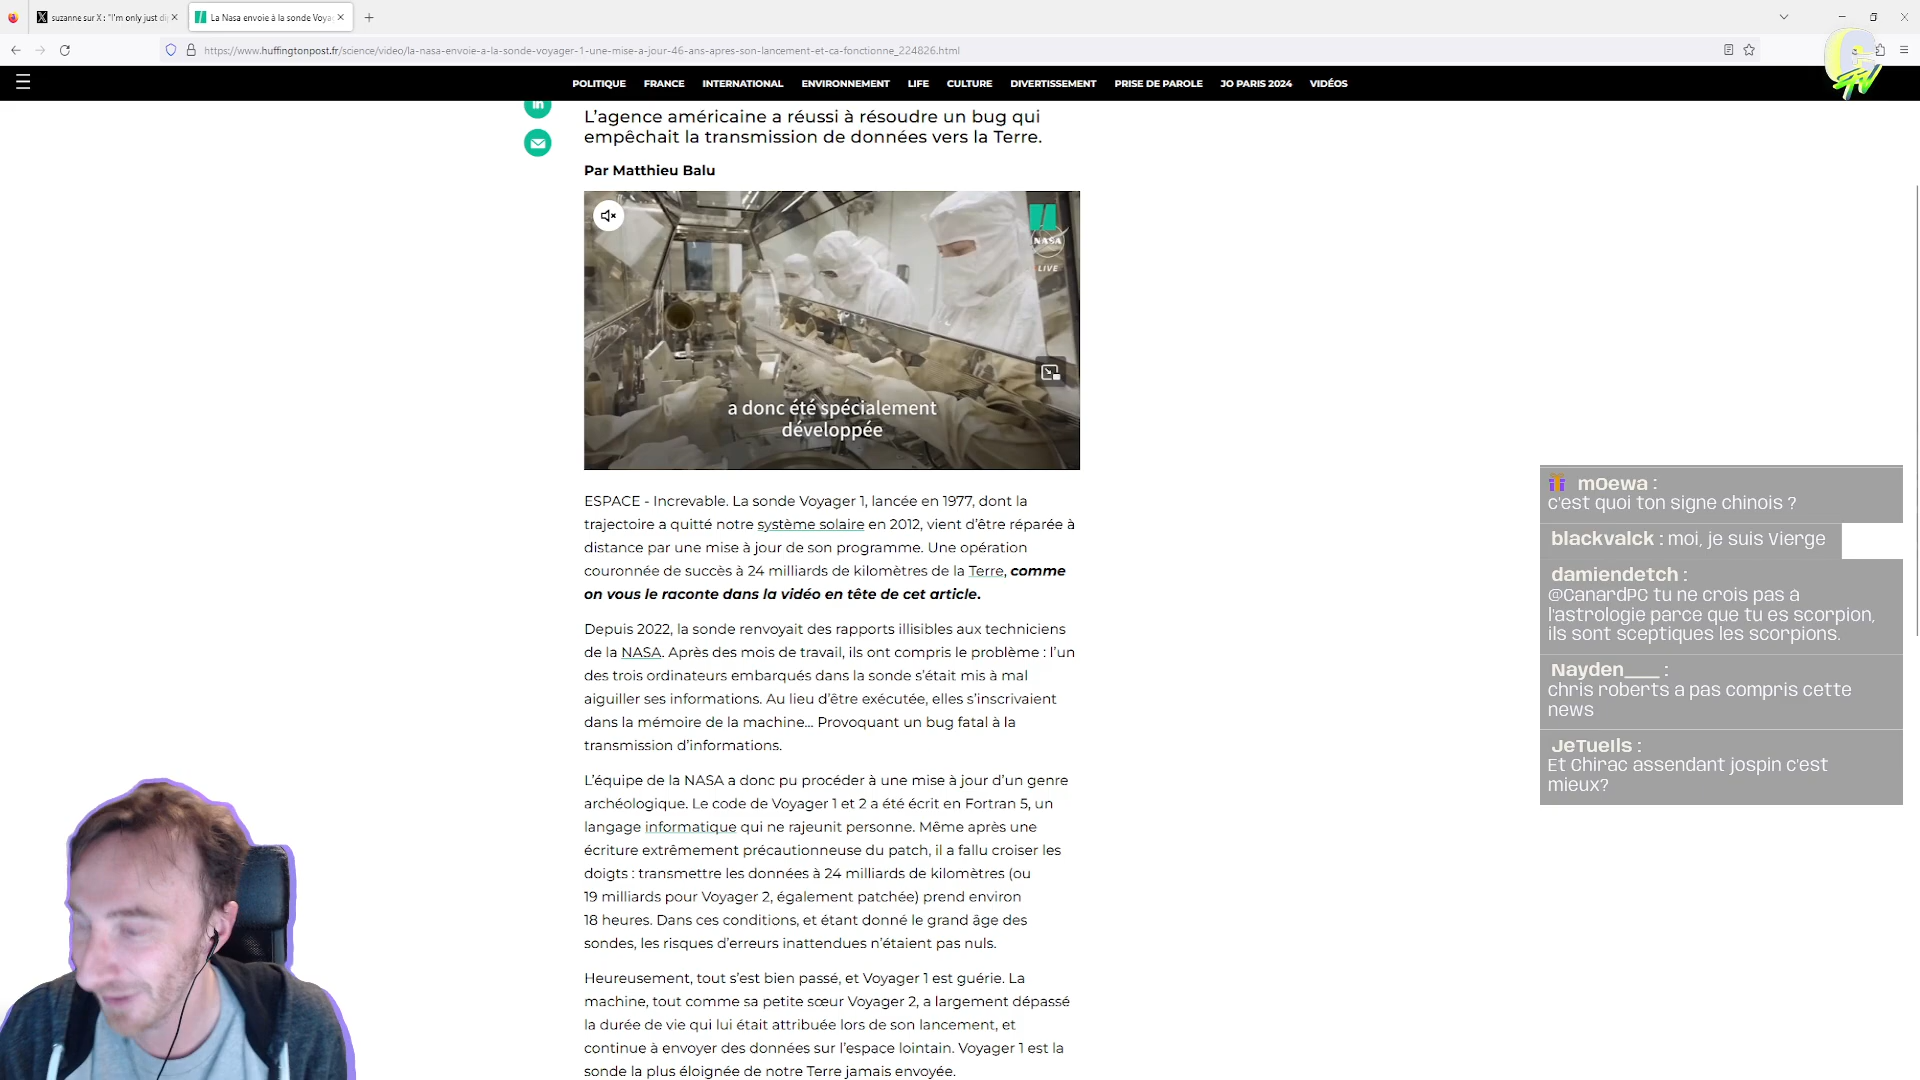 suzanne sur X : "I'm only just di
La Nasa envoie à la sonde Voya
https://www.huffingtonpost.fr/science/video/la-nasa-envoie-a-la-sonde-voyager-1-une-mise-a-jour-46-ans-apres-son-lancement-et-ca-fonctionne_224826.html
POLITIQUE FRANCE INTERNATIONAL ENVIRONNEMENT LIFE CULTURE DIVERTISSEMENT PRISE DE PAROLE JO PARIS 2024 VIDÉOS
in
L'agence américaine a réussi à résoudre un bug qui
empêchait la transmission de données vers la Terre.
Par Matthieu Balu
NASA
LIVE
a donc été spécialement
développée
ESPACE - Increvable. La sonde Voyager 1, lancée en 1977, dont la
trajectoire a quitté notre système solaire en 2012, vient d'être réparée à
distance par une mise à jour de son programme. Une opération
couronnée de succès à 24 milliards de kilomètres de la Terre, comme
on vous le raconte dans la vidéo en tête de cet article.
Depuis 2022, la sonde renvoyait des rapports illisibles aux techniciens
de la NASA. Après des mois de travail, ils ont compris le problème : l'un
des trois ordinateurs embarqués dans la sonde s'était mis à mal
aiguiller ses informations. Au lieu d'être exécutée, elles s'inscrivaient
dans la mémoire de la machine... Provoquant un bug fatal à la
transmission d'informations.
L'équipe de la NASA a donc pu procéder à une mise à jour d'un genre
archéologique. Le code de Voyager 1 et 2 a été écrit en Fortran 5, un
langage informatique qui ne rajeunit personne. Même après une
écriture extrêmement précautionneuse du patch, il a fallu croiser les
doigts : transmettre les données à 24 milliards de kilomètres (ou
19 milliards pour Voyager 2, également patchée) prend environ
18 heures. Dans ces conditions, et étant donné le grand âge des
sondes, les risques d'erreurs inattendues n'étaient pas nuls.
Heureusement, tout s'est bien passé, et Voyager 1 est guérie. La
machine, tout comme sa petite sœur Voyager 2, a largement dépassé
la durée de vie qui lui était attribuée lors de son lancement, et
continue à envoyer des données sur l'espace lointain. Voyager 1 est la
sonde la plus éloignée de notre Terre jamais envoyée.
mOewa :
c'est quoi ton signe chinois ?
blackvalck : moi, je suis Vierge
damiendetch :
@CanardPC tu ne crois pas a
l'astrologie parce que tu es scorpion,
ils sont sceptiques les scorpions.
Nayden___ :
chris roberts a pas compris cette
news
JeTueIls :
Et Chirac assendant jospin c'est
mieux?